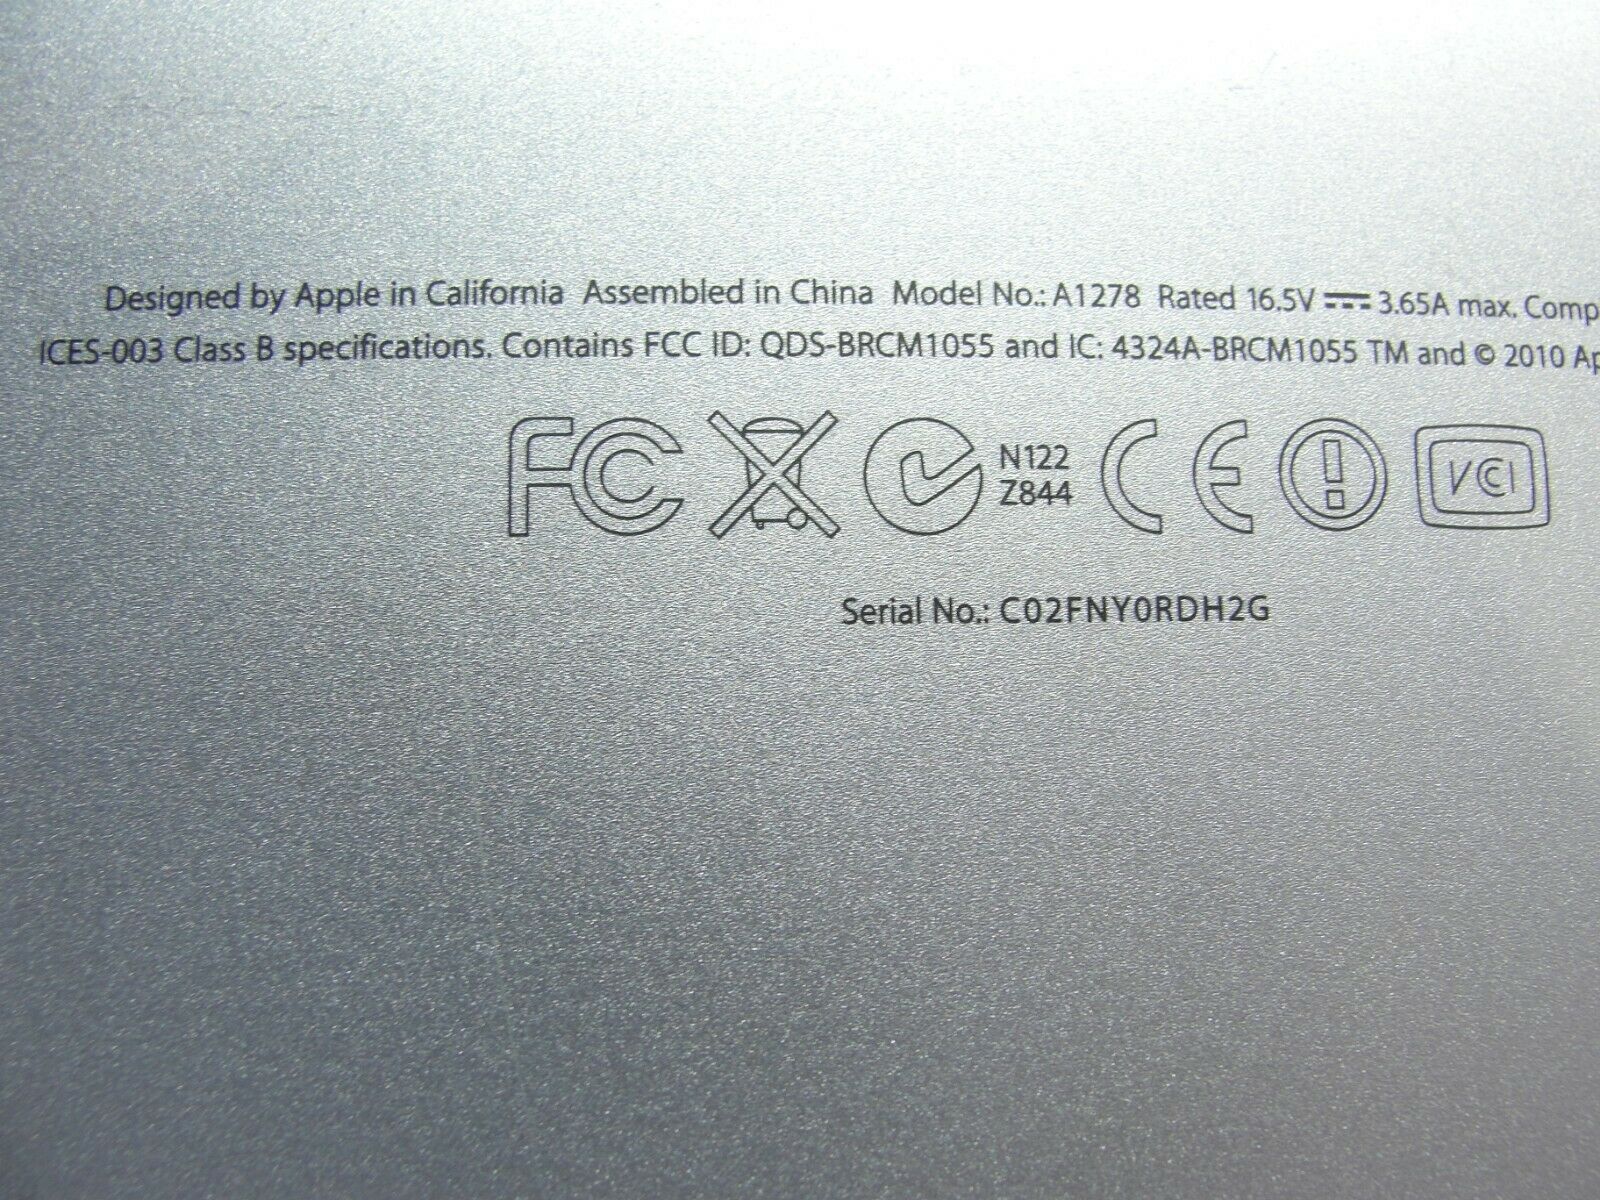 Designed by Apple in California Assembled in China Model No.: A1278 Rated 16.5V ⎓ 3.65A max. Comp
ICES-003 Class B specifications. Contains FCC ID: QDS-BRCM1055 and IC: 4324A-BRCM1055 TM and © 2010 Ap
FC N122 CE VCI
Z844
Serial No.: C02FNY0RDH2G